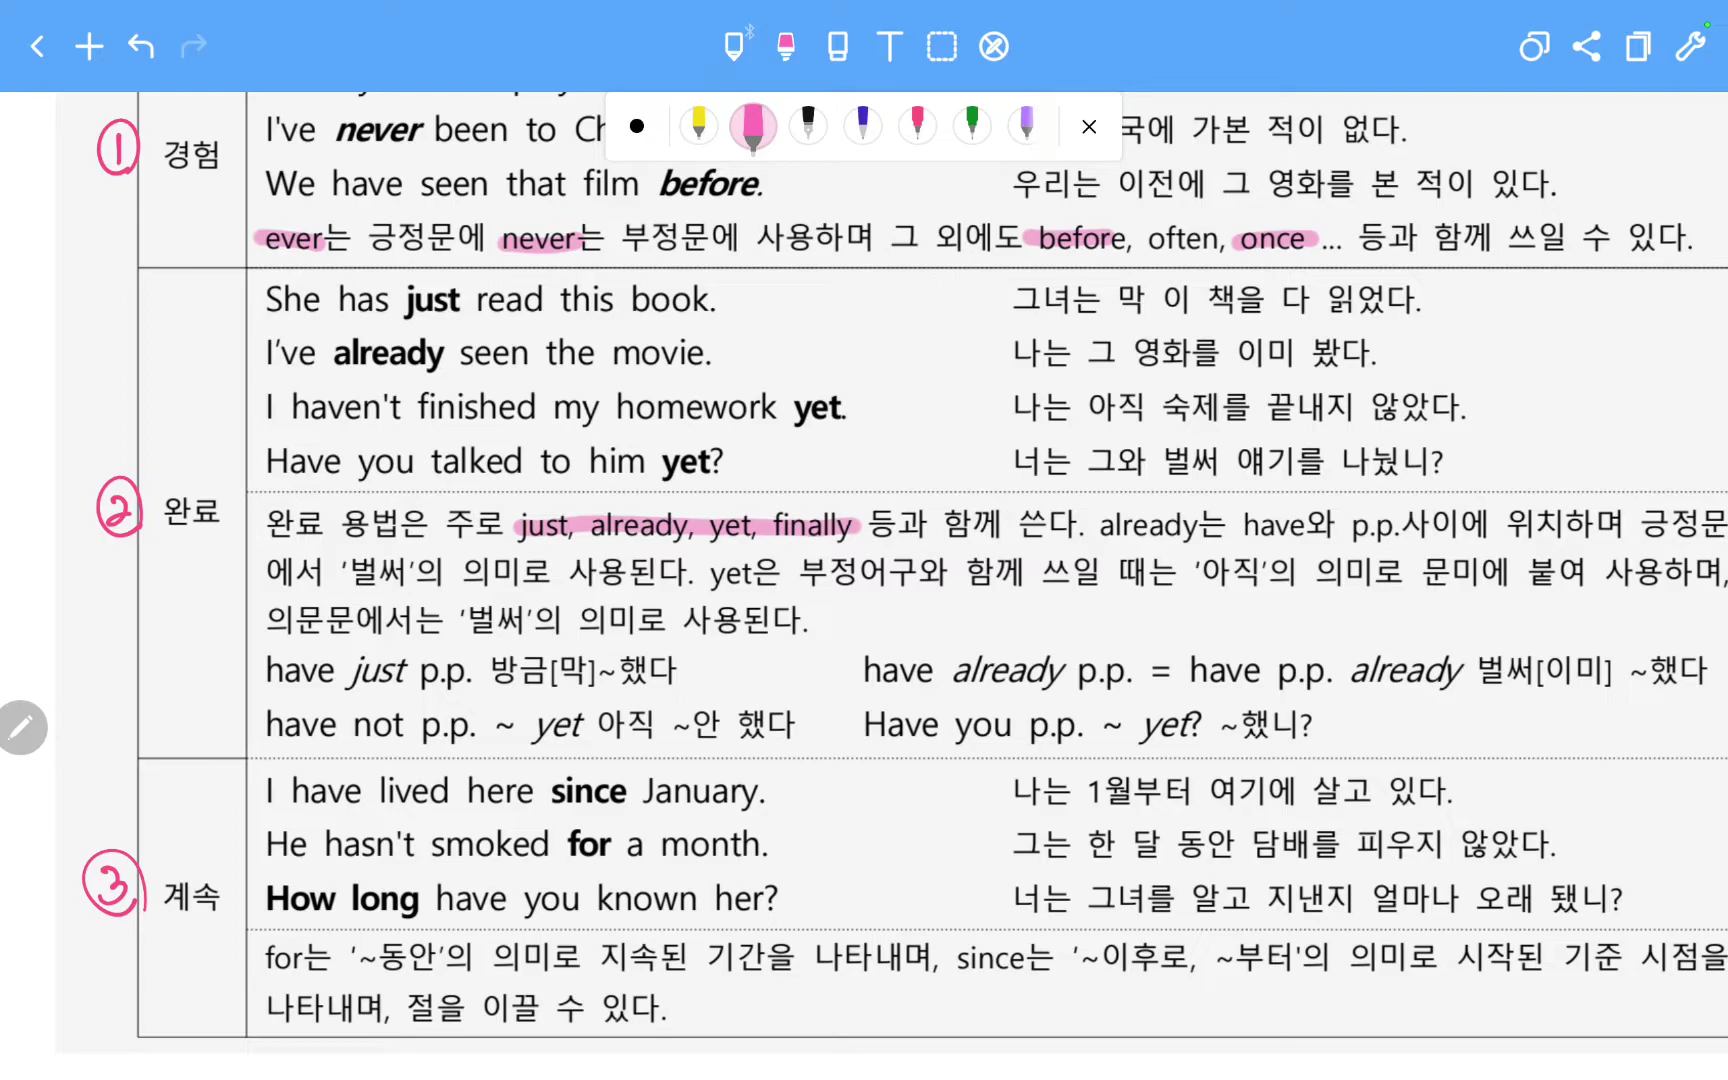 ① 경험
I've never been to Ch 국에 가본 적이 없다.
We have seen that film before. 우리는 이전에 그 영화를 본 적이 있다.
ever는 긍정문에 never는 부정문에 사용하며 그 외에도 before, often, once ... 등과 함께 쓰일 수 있다.
② 완료
She has just read this book. 그녀는 막 이 책을 다 읽었다.
I've already seen the movie. 나는 그 영화를 이미 봤다.
I haven't finished my homework yet. 나는 아직 숙제를 끝내지 않았다.
Have you talked to him yet? 너는 그와 벌써 얘기를 나눴니?
완료 용법은 주로 just, already, yet, finally 등과 함께 쓴다. already는 have와 p.p.사이에 위치하며 긍정문
에서 '벌써'의 의미로 사용된다. yet은 부정어구와 함께 쓰일 때는 '아직'의 의미로 문미에 붙여 사용하며,
의문문에서는 '벌써'의 의미로 사용된다.
have just p.p. 방금[막]~했다 have already p.p. = have p.p. already 벌써[이미] ~했다
have not p.p. ~ yet 아직 ~안 했다 Have you p.p. ~ yet? ~했니?
③ 계속
I have lived here since January. 나는 1월부터 여기에 살고 있다.
He hasn't smoked for a month. 그는 한 달 동안 담배를 피우지 않았다.
How long have you known her? 너는 그녀를 알고 지낸지 얼마나 오래 됐니?
for는 '~동안'의 의미로 지속된 기간을 나타내며, since는 '~이후로, ~부터'의 의미로 시작된 기준 시점을
나타내며, 절을 이끌 수 있다.